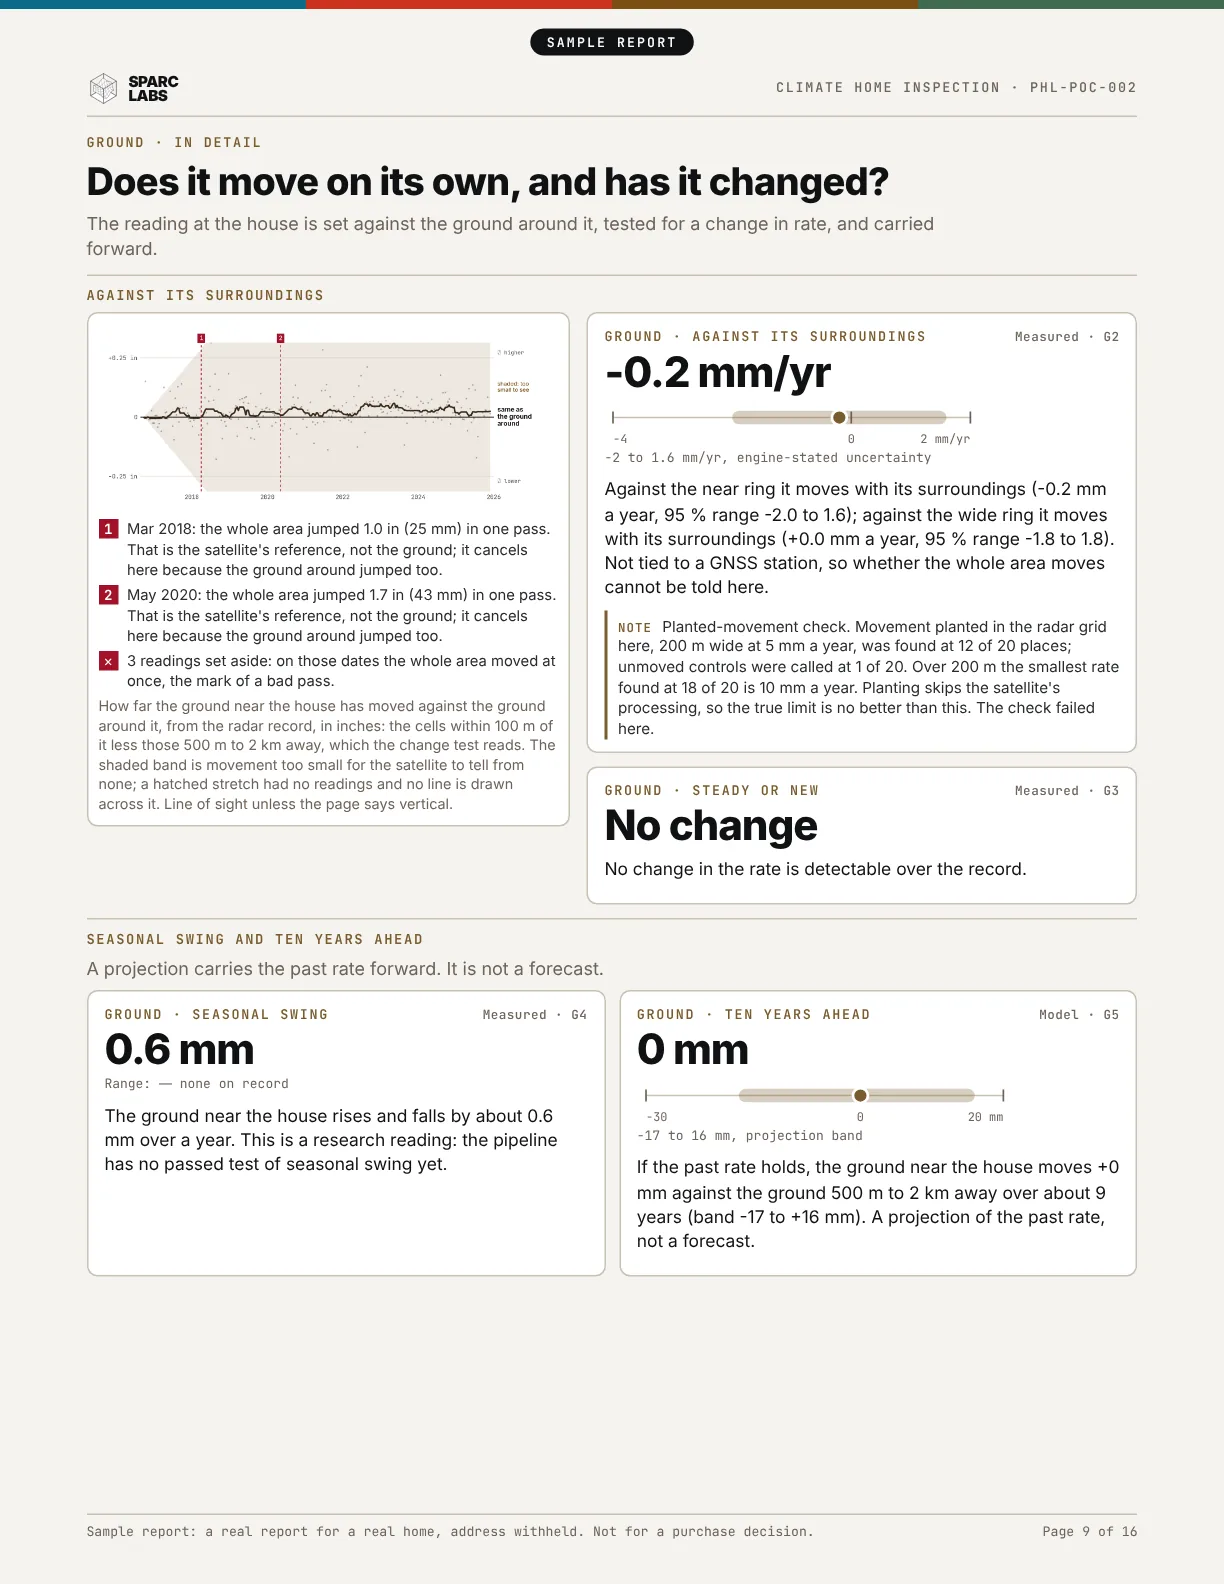 SAMPLE REPORT
SPARC
LABS
CLIMATE HOME INSPECTION · PHL-POC-002
GROUND · IN DETAIL
Does it move on its own, and has it changed?
The reading at the house is set against the ground around it, tested for a change in rate, and carried
forward.
AGAINST ITS SURROUNDINGS
1
2
+0.25 in
0
-0.25 in
higher
shaded: too
small to see
same as
the ground
around
lower
2018
2020
2022
2024
2026
1 Mar 2018: the whole area jumped 1.0 in (25 mm) in one pass.
That is the satellite's reference, not the ground; it cancels
here because the ground around jumped too.
2 May 2020: the whole area jumped 1.7 in (43 mm) in one pass.
That is the satellite's reference, not the ground; it cancels
here because the ground around jumped too.
× 3 readings set aside: on those dates the whole area moved at
once, the mark of a bad pass.
How far the ground near the house has moved against the ground
around it, from the radar record, in inches: the cells within 100 m of
it less those 500 m to 2 km away, which the change test reads. The
shaded band is movement too small for the satellite to tell from
none; a hatched stretch had no readings and no line is drawn
across it. Line of sight unless the page says vertical.
GROUND · AGAINST ITS SURROUNDINGS
Measured · G2
-0.2 mm/yr
-4
0
2 mm/yr
-2 to 1.6 mm/yr, engine-stated uncertainty
Against the near ring it moves with its surroundings (-0.2 mm
a year, 95 % range -2.0 to 1.6); against the wide ring it moves
with its surroundings (+0.0 mm a year, 95 % range -1.8 to 1.8).
Not tied to a GNSS station, so whether the whole area moves
cannot be told here.
NOTE Planted-movement check. Movement planted in the radar grid
here, 200 m wide at 5 mm a year, was found at 12 of 20 places;
unmoved controls were called at 1 of 20. Over 200 m the smallest rate
found at 18 of 20 is 10 mm a year. Planting skips the satellite's
processing, so the true limit is no better than this. The check failed
here.
GROUND · STEADY OR NEW
Measured · G3
No change
No change in the rate is detectable over the record.
SEASONAL SWING AND TEN YEARS AHEAD
A projection carries the past rate forward. It is not a forecast.
GROUND · SEASONAL SWING
Measured · G4
0.6 mm
Range: — none on record
The ground near the house rises and falls by about 0.6
mm over a year. This is a research reading: the pipeline
has no passed test of seasonal swing yet.
GROUND · TEN YEARS AHEAD
Model · G5
0 mm
-30
0
20 mm
-17 to 16 mm, projection band
If the past rate holds, the ground near the house moves +0
mm against the ground 500 m to 2 km away over about 9
years (band -17 to +16 mm). A projection of the past rate,
not a forecast.
Sample report: a real report for a real home, address withheld. Not for a purchase decision.
Page 9 of 16